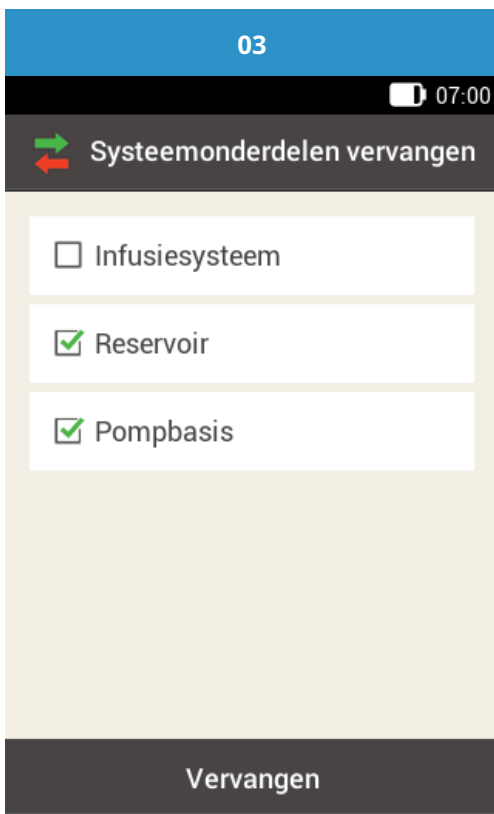 03
07:00
Systeemonderdelen vervangen
Infusiesysteem
Reservoir
Pompbasis
Vervangen